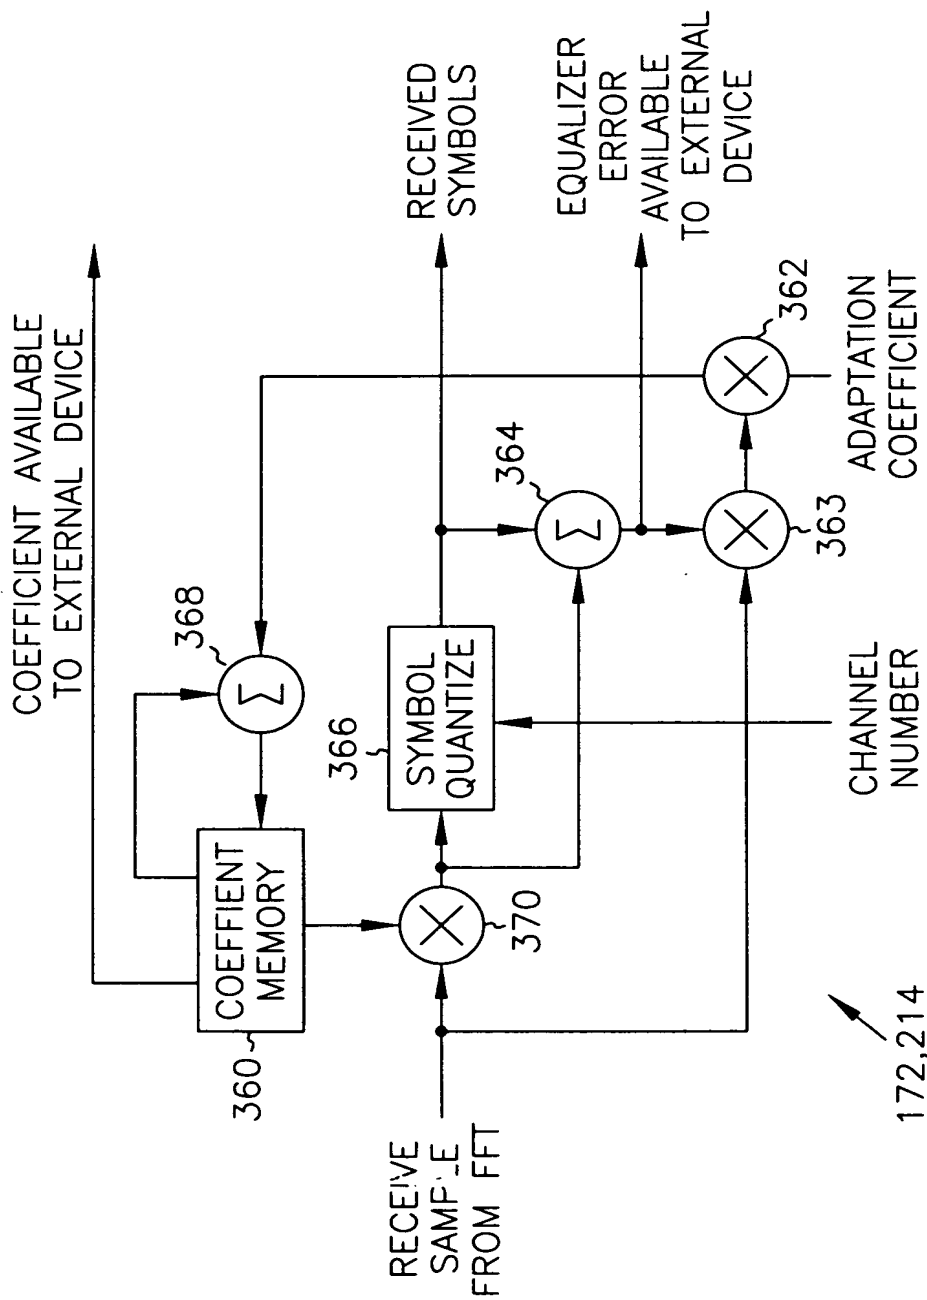 COEFFICIENT AVAILABLE
TO EXTERNAL DEVICE
360
COEFFIENT
MEMORY
368
Σ
RECEIVED
SYMBOLS
366
SYMBOL
QUANTIZE
370
RECEIVE
FROM FFT
364
Σ
EQUALIZER
ERROR
AVAILABLE
TO EXTERNAL
DEVICE
362
363
CHANNEL
NUMBER
ADAPTATION
COEFFICIENT
172,214